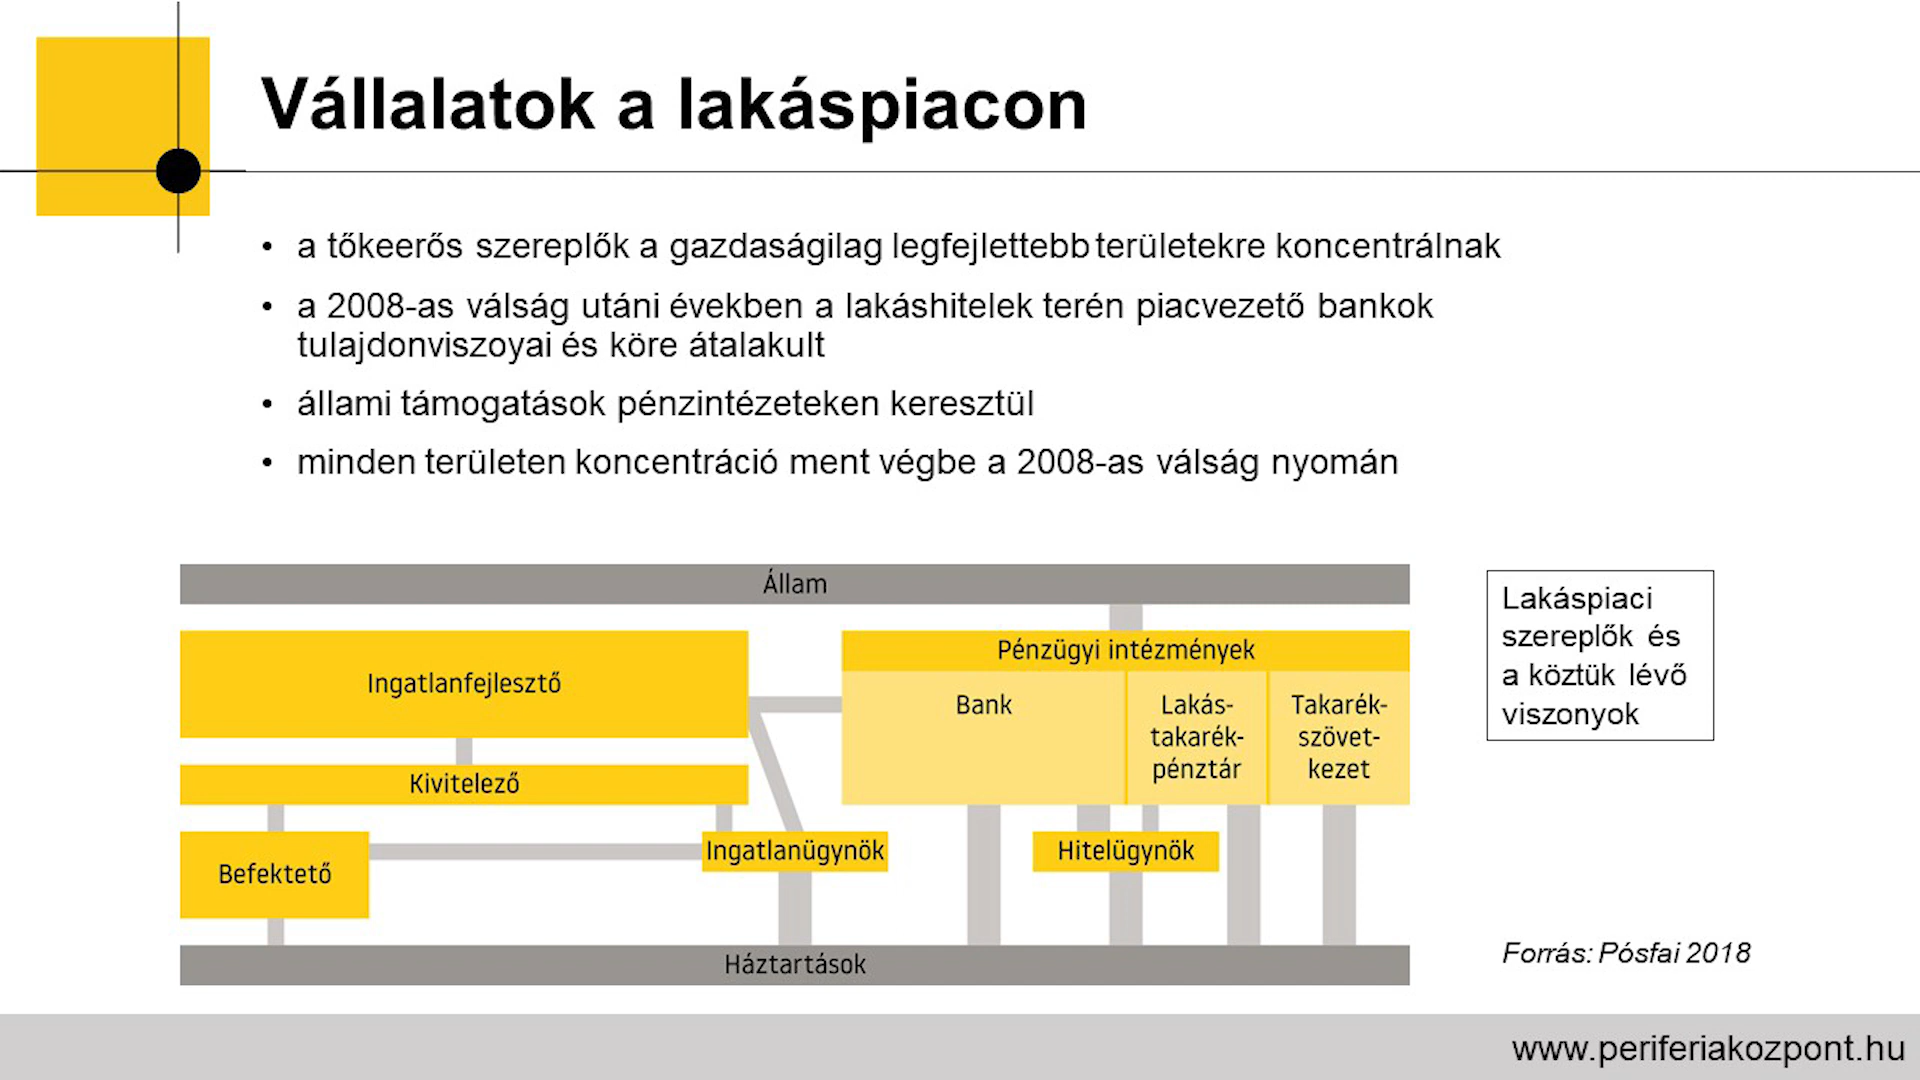 Vállalatok a lakáspiacon
• a tőkeerős szereplők a gazdaságilag legfejlettebb területekre koncentrálnak
• a 2008-as válság utáni években a lakáshitelek terén piacvezető bankok
tulajdonviszoyai és köre átalakult
• állami támogatások pénzintézeteken keresztül
• minden területen koncentráció ment végbe a 2008-as válság nyomán
Állam
Ingatlanfejlesztő
Kivitelező
Befektető
Ingatlanügynök
Pénzügyi intézmények
Bank
Lakás-
takarék-
pénztár
Takarék-
szövet-
kezet
Hitelügynök
Háztartások
Lakáspiaci
szereplők és
a köztük lévő
viszonyok
Forrás: Pósfai 2018
www.periferiakozpont.hu